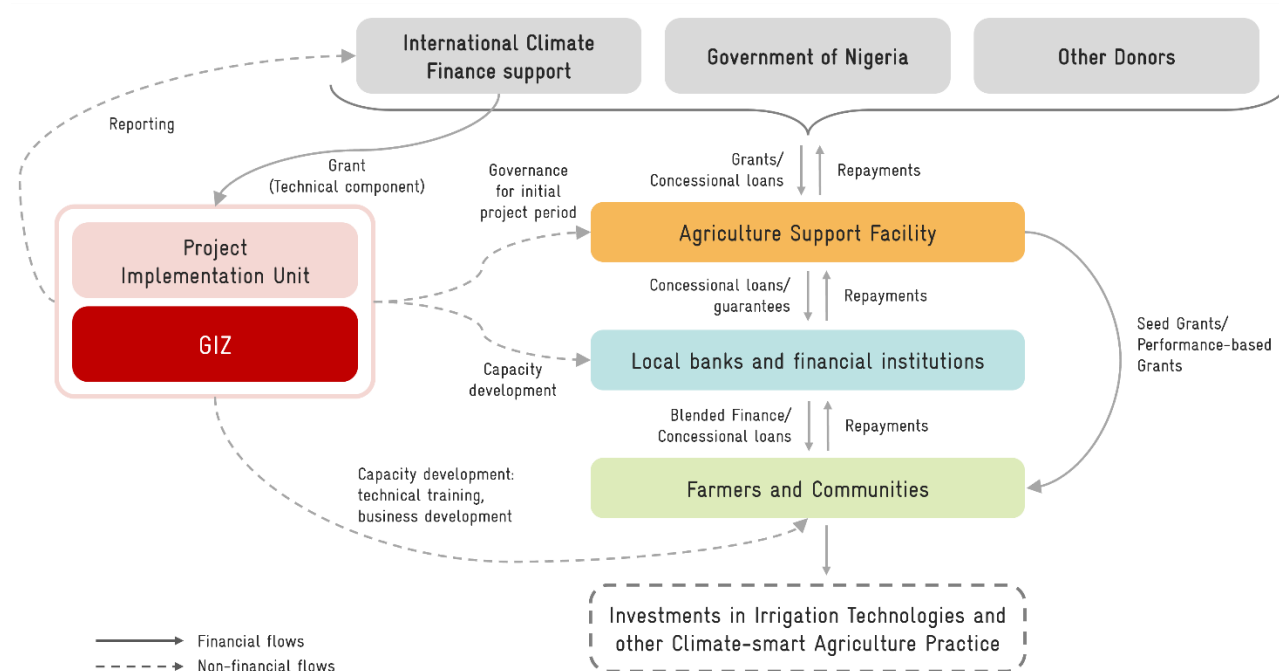 International Climate
Finance support
Government of Nigeria
Other Donors
Reporting
Grant
(Technical component)
Governance
for initial
project period
Grants/
Concessional loans
Repayments
Project
Implementation Unit
GIZ
Agriculture Support Facility
Concessional loans/
guarantees
Repayments
Seed Grants/
Performance-based
Grants
Local banks and financial institutions
Capacity
development
Blended Finance/
Concessional loans
Repayments
Capacity development:
technical training,
business development
Farmers and Communities
Investments in Irrigation Technologies and
other Climate-smart Agriculture Practice
Financial flows
Non-financial flows